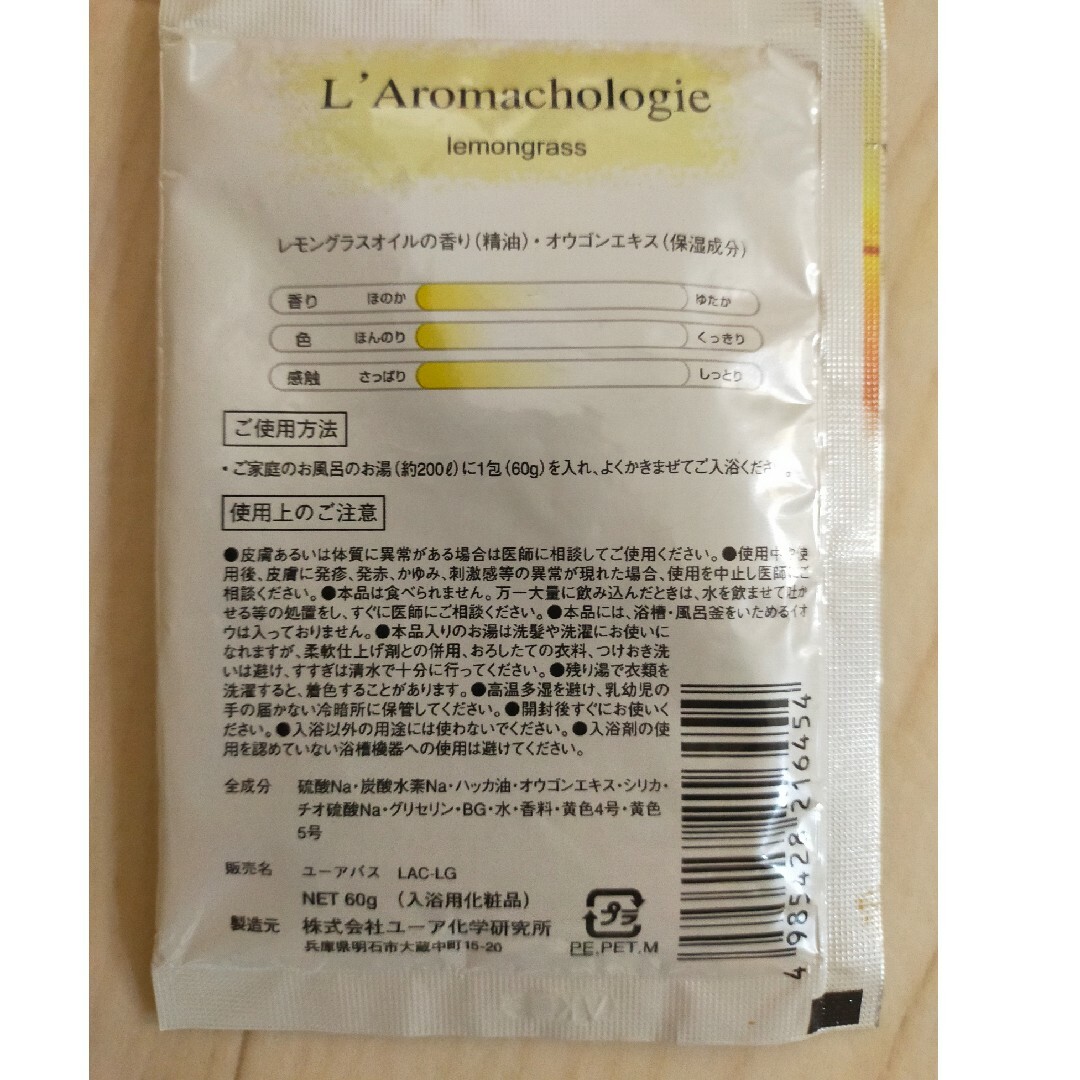 L'Aromachologie
lemongrass
レモングラスオイルの香り(精油)・オウゴンエキス(保湿成分)
香り ほのか ゆたか
色 ほんのり くっきり
感触 さっぱり しっとり
ご使用方法
・ご家庭のお風呂のお湯(約200ℓ)に1包(60g)を入れ、よくかきまぜてご入浴くださ
使用上のご注意
●皮膚あるいは体質に異常がある場合は医師に相談してご使用ください。●使用中や使
用後、皮膚に発疹、発赤、かゆみ、刺激感等の異常が現れた場合、使用を中止し医師にご
相談ください。●本品は食べられません。万一大量に飲み込んだときは、水を飲ませて吐か
せる等の処置をし、すぐに医師にご相談ください。●本品には、浴槽・風呂釜をいためるイオ
ウは入っておりません。●本品入りのお湯は洗髪や洗濯にお使いに
なれますが、柔軟仕上げ剤との併用、おろしたての衣料、つけおき洗
いは避け、すすぎは清水で十分に行ってください。●残り湯で衣類を
洗濯すると、着色することがあります。●高温多湿を避け、乳幼児の
手の届かない冷暗所に保管してください。●開封後すぐにお使いく
ださい。●入浴以外の用途には使わないでください。●入浴剤の使
用を認めていない浴槽機器への使用は避けてください。
全成分 硫酸Na・炭酸水素Na・ハッカ油・オウゴンエキス・シリカ・
チオ硫酸Na・グリセリン・BG・水・香料・黄色4号・黄色
5号
販売名 ユーアバス LAC-LG
NET 60g (入浴用化粧品)
製造元 株式会社ユーア化学研究所
兵庫県明石市大蔵中町15-20
プラ
PE,PET,M
4 985428 216454